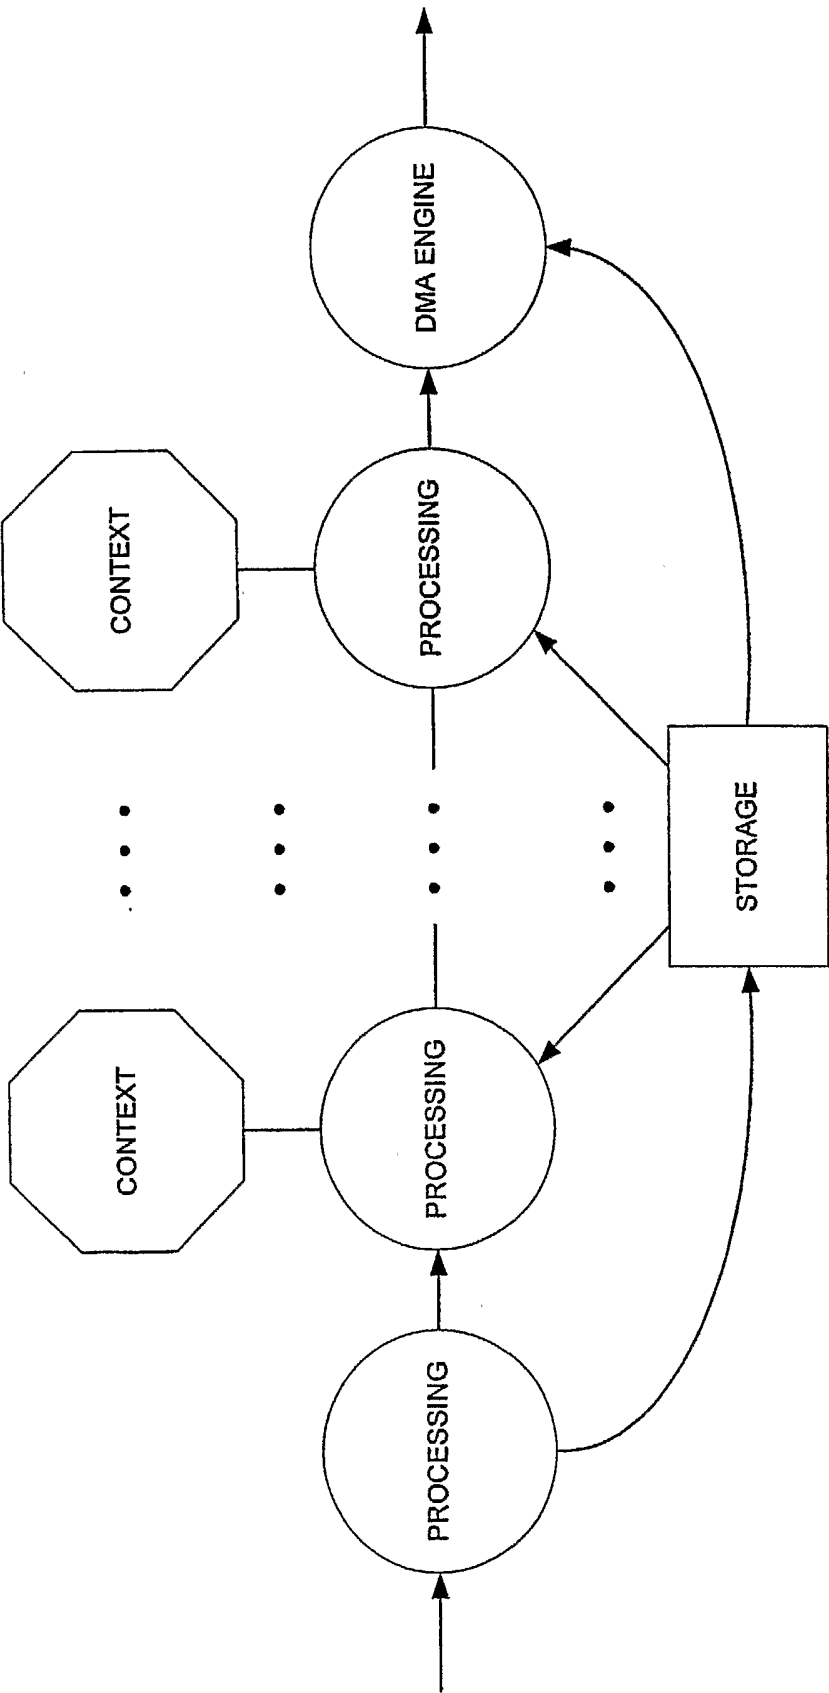 CONTEXT
CONTEXT
PROCESSING
PROCESSING
PROCESSING
DMA ENGINE
STORAGE